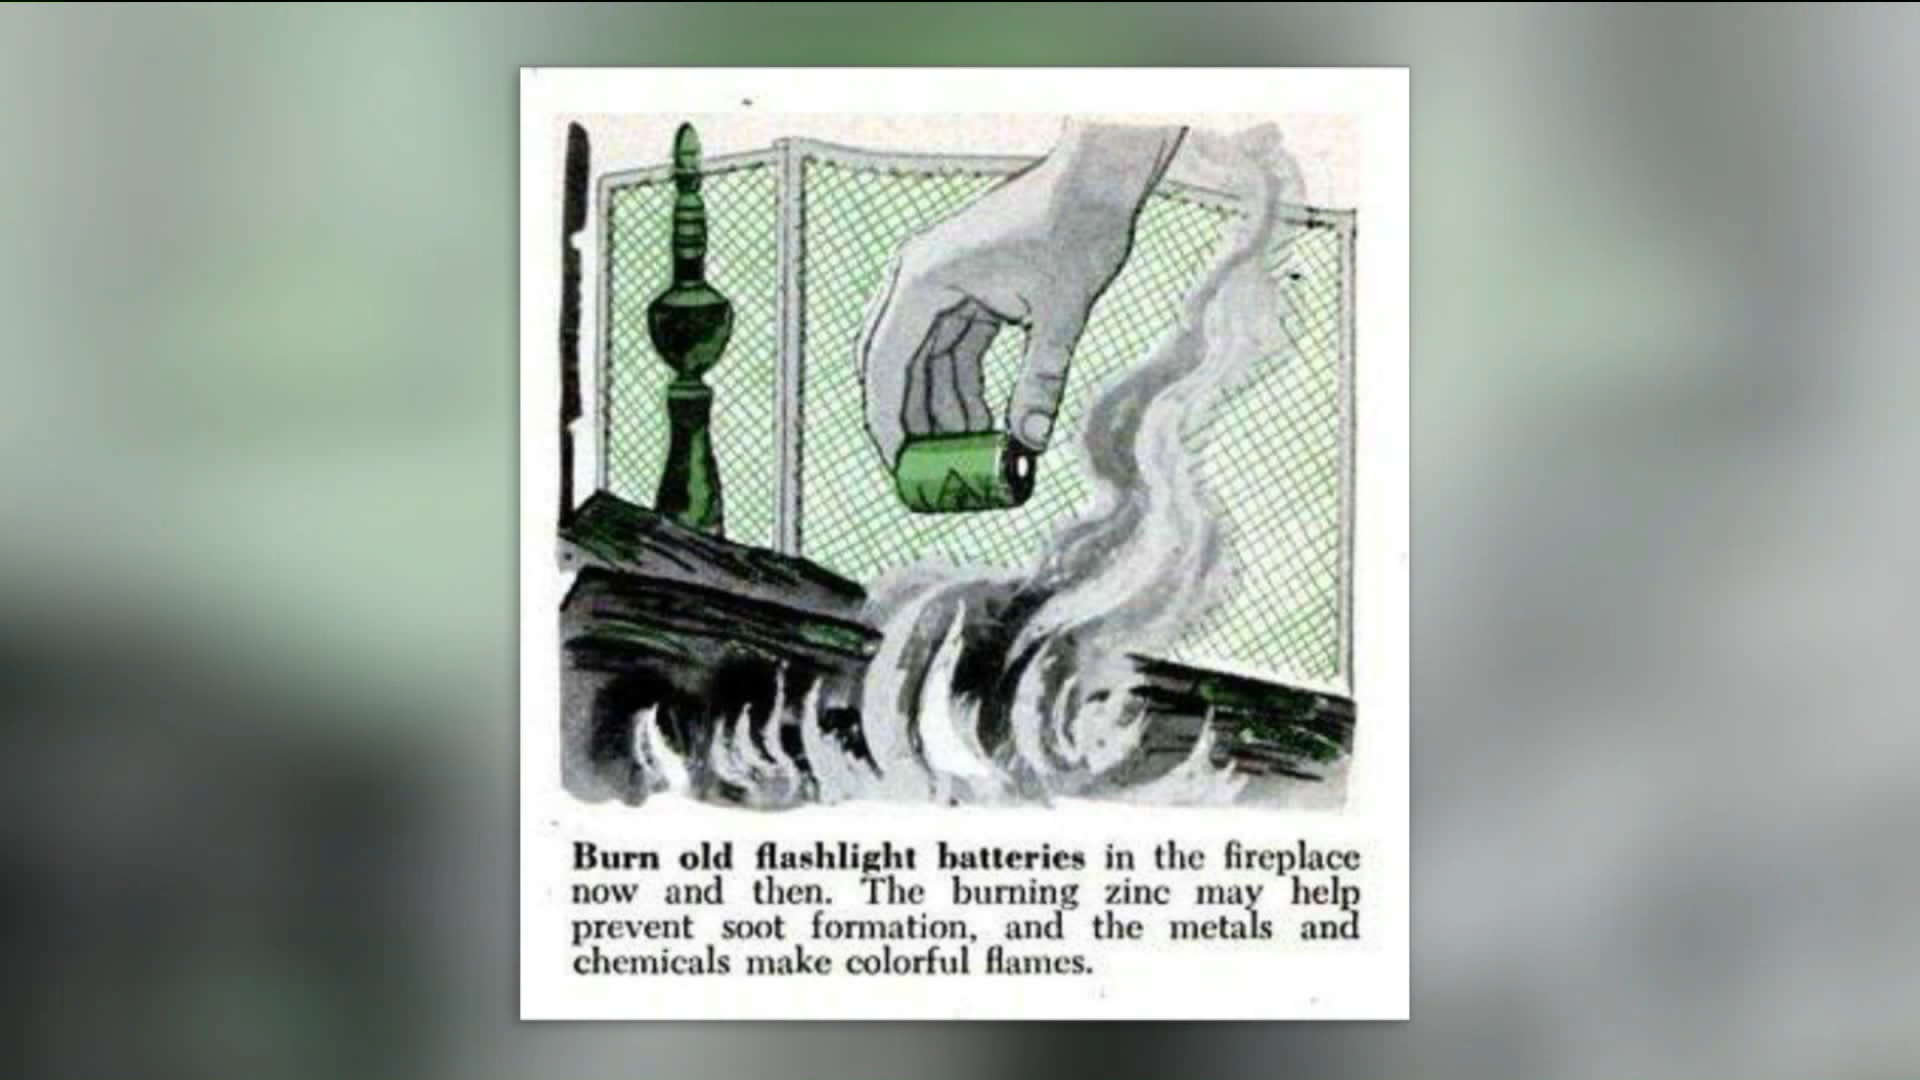 Burn old flashlight batteries in the fireplace
now and then. The burning zinc may help
prevent soot formation, and the metals and
chemicals make colorful flames.